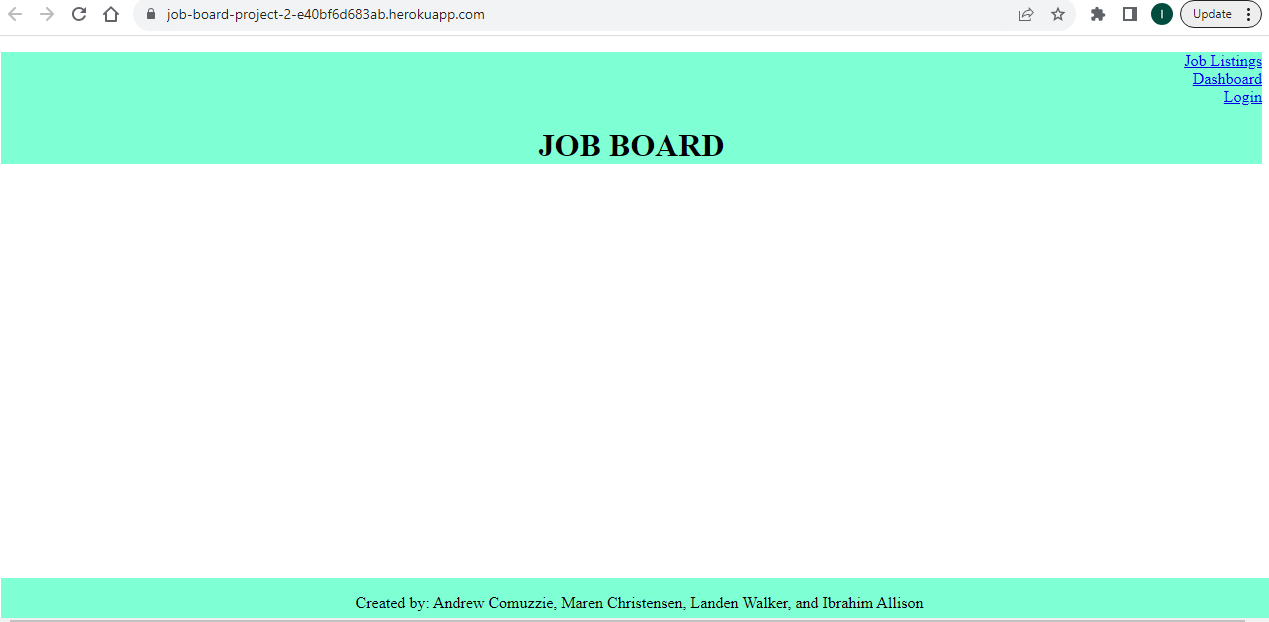 job-board-project-2-e40bf6d683ab.herokuapp.com
I
Update
Job Listings
Dashboard
Login
JOB BOARD
Created by: Andrew Comuzzie, Maren Christensen, Landen Walker, and Ibrahim Allison